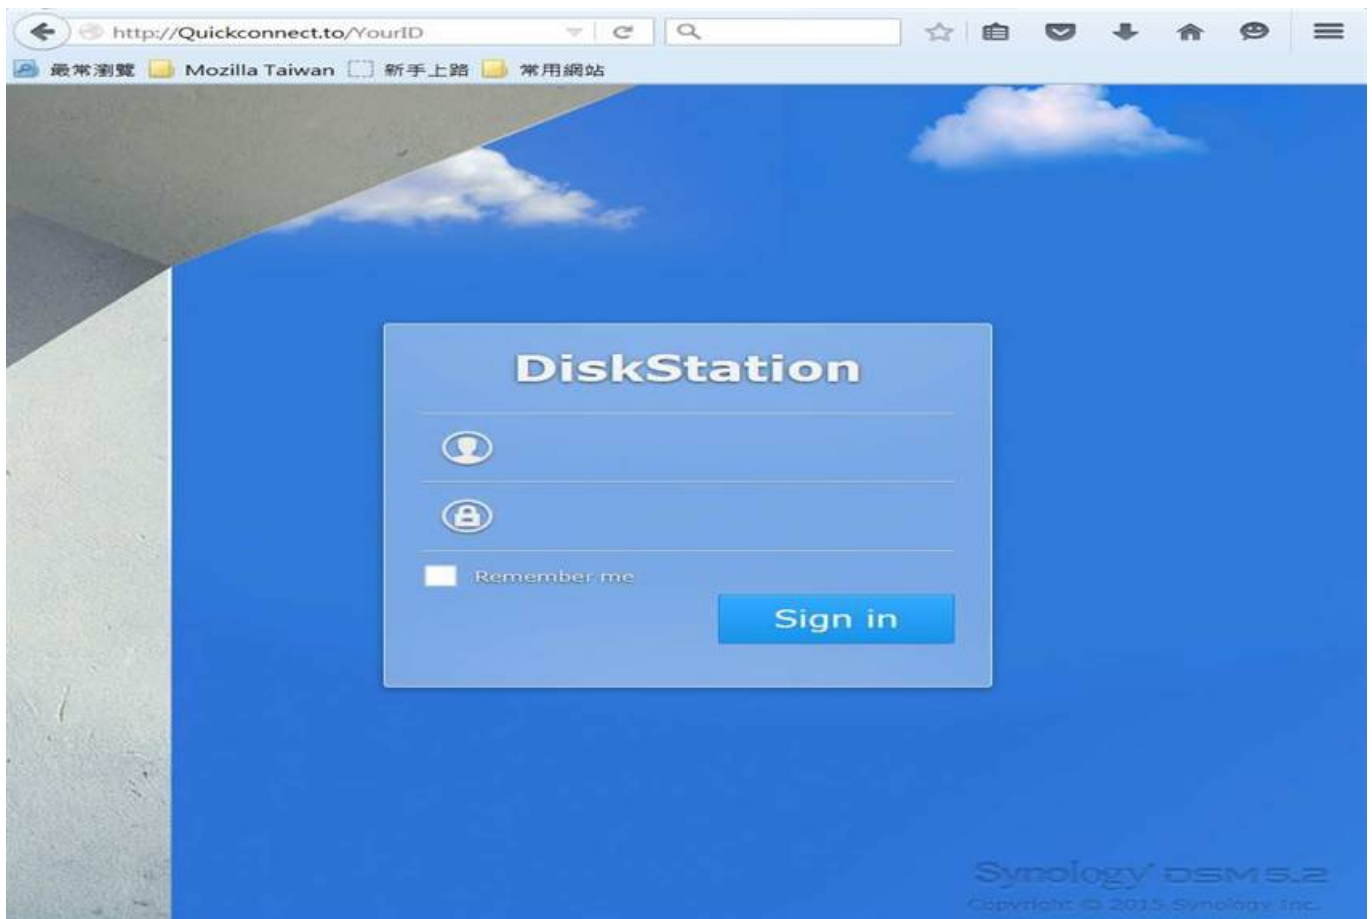 http://Quickconnect.to/YourID
最常瀏覽 Mozilla Taiwan 新手上路 常用網站
DiskStation
Remember me
Sign in
Synology DSM 5.2
Copyright © 2015 Synology Inc.